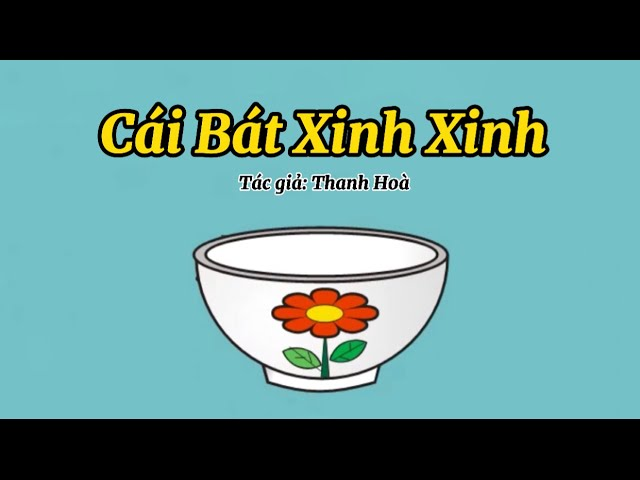 Cái Bát Xinh Xinh
Tác giả: Thanh Hoà